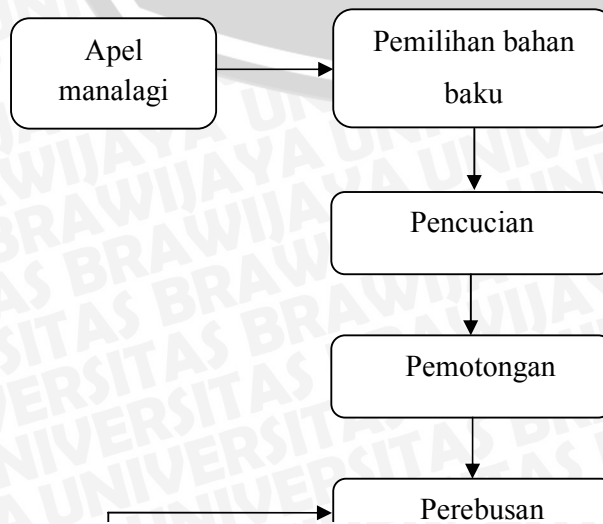 Apel
manalagi
Pemilihan bahan
baku
Pencucian
Pemotongan
Perebusan